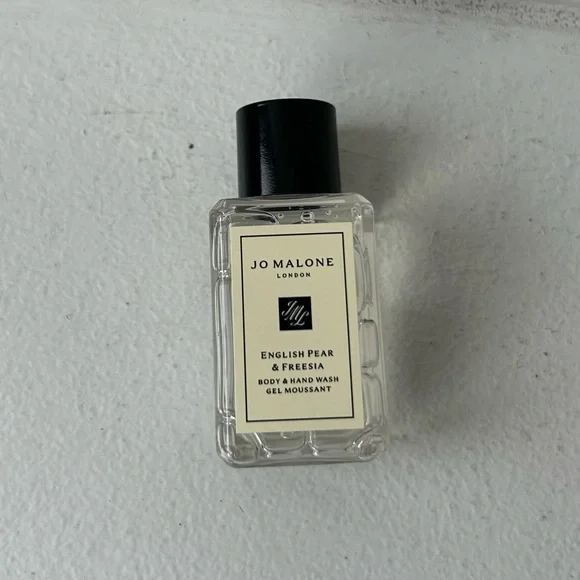 JO MALONE
LONDON
JML
ENGLISH PEAR
& FREESIA
BODY & HAND WASH
GEL MOUSSANT